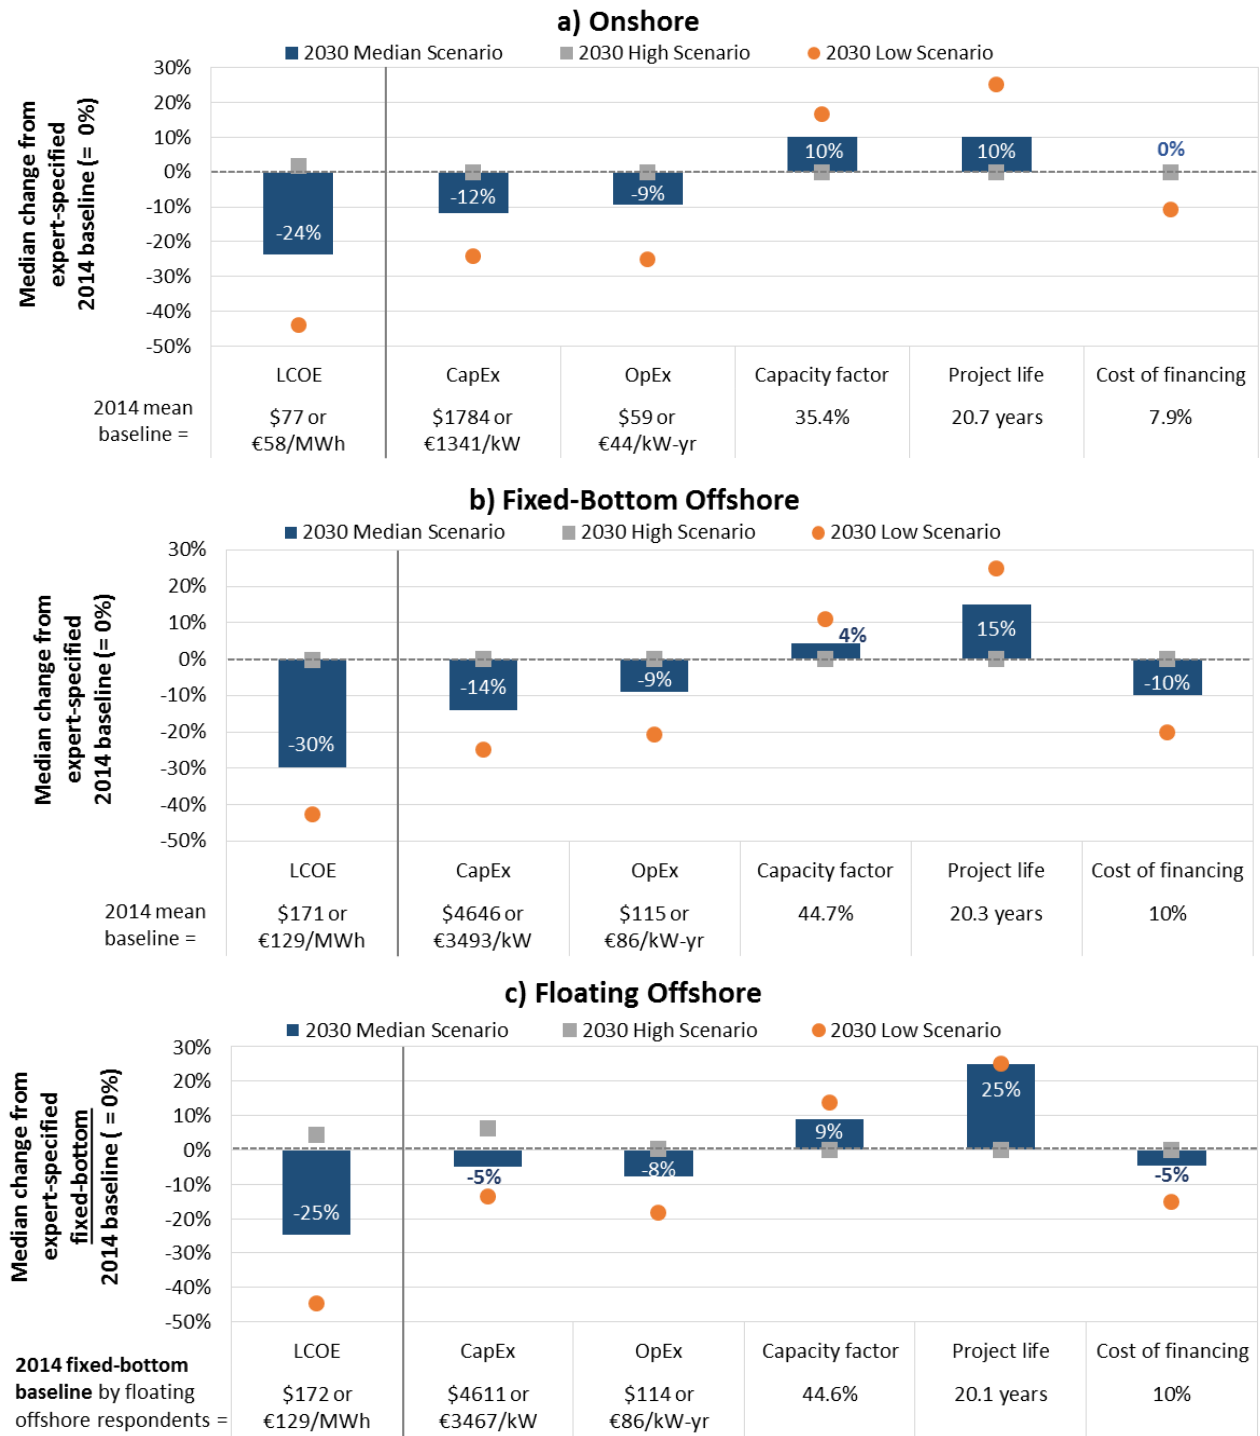 a) Onshore
2030 Median Scenario 2030 High Scenario 2030 Low Scenario
Median change from
expert-specified
2014 baseline (= 0%)
30%
20%
10%
0%
-10%
-20%
-30%
-40%
-50%
-24%
-12%
-9%
10%
10%
0%
LCOE CapEx OpEx Capacity factor Project life Cost of financing
2014 mean
baseline =
$77 or
€58/MWh
$1784 or
€1341/kW
$59 or
€44/kW-yr
35.4%
20.7 years
7.9%
b) Fixed-Bottom Offshore
2030 Median Scenario 2030 High Scenario 2030 Low Scenario
Median change from
expert-specified
2014 baseline (= 0%)
30%
20%
10%
0%
-10%
-20%
-30%
-40%
-50%
-30%
-14%
-9%
4%
15%
-10%
LCOE CapEx OpEx Capacity factor Project life Cost of financing
2014 mean
baseline =
$171 or
€129/MWh
$4646 or
€3493/kW
$115 or
€86/kW-yr
44.7%
20.3 years
10%
c) Floating Offshore
2030 Median Scenario 2030 High Scenario 2030 Low Scenario
Median change from
expert-specified
fixed-bottom
2014 baseline ( = 0%)
30%
20%
10%
0%
-10%
-20%
-30%
-40%
-50%
-25%
-5%
-8%
9%
25%
-5%
LCOE CapEx OpEx Capacity factor Project life Cost of financing
2014 fixed-bottom
baseline by floating
offshore respondents =
$172 or
€129/MWh
$4611 or
€3467/kW
$114 or
€86/kW-yr
44.6%
20.1 years
10%